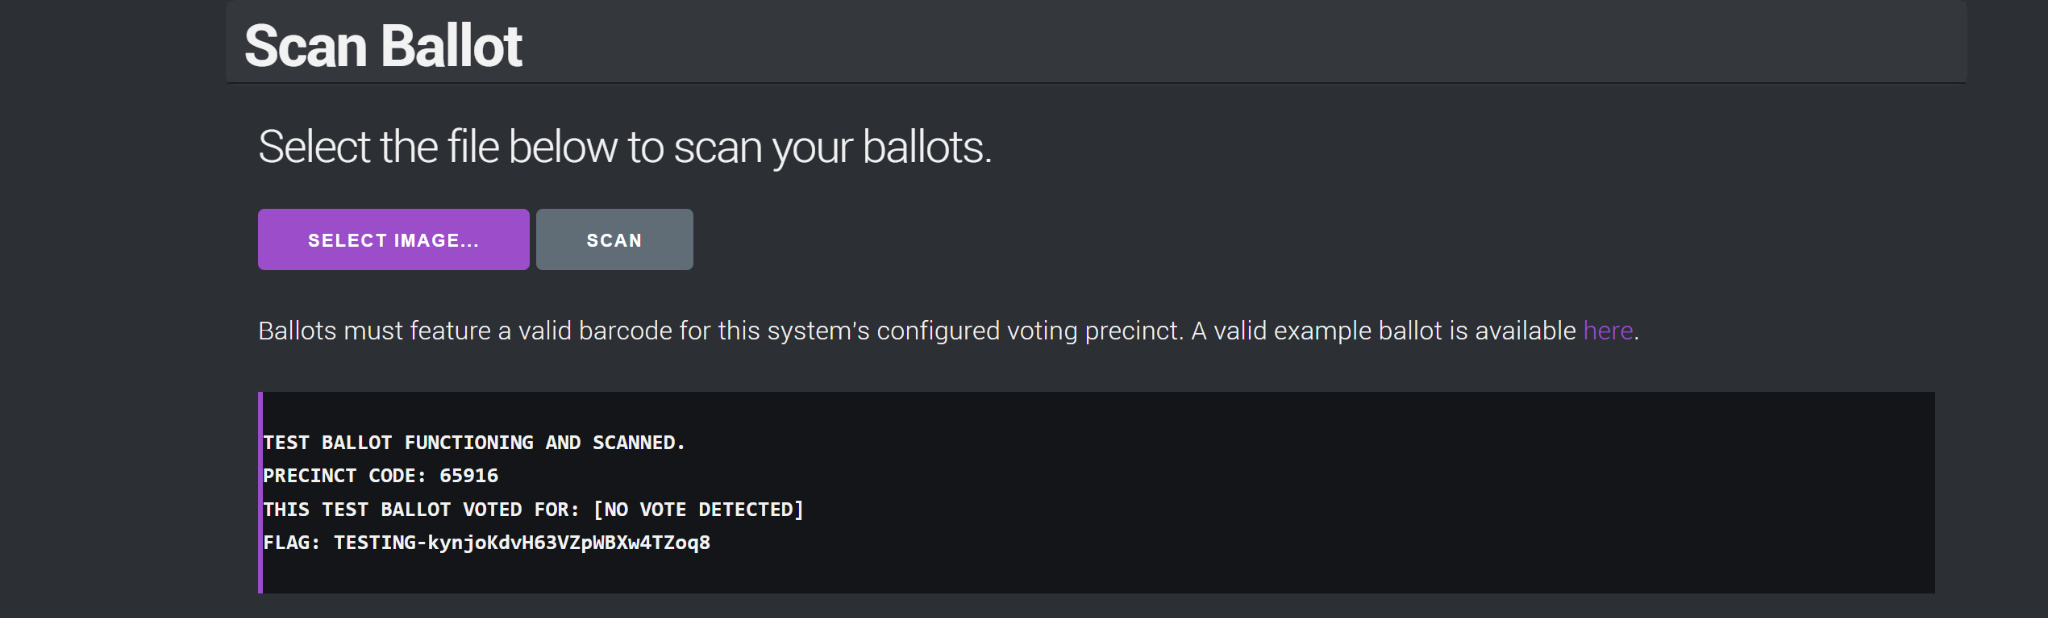 Scan Ballot
Select the file below to scan your ballots.
SELECT IMAGE...
SCAN
Ballots must feature a valid barcode for this system's configured voting precinct. A valid example ballot is available here.
TEST BALLOT FUNCTIONING AND SCANNED.
PRECINCT CODE: 65916
THIS TEST BALLOT VOTED FOR: [NO VOTE DETECTED]
FLAG: TESTING-kynjoKdvH63VZpWBXw4TZoq8